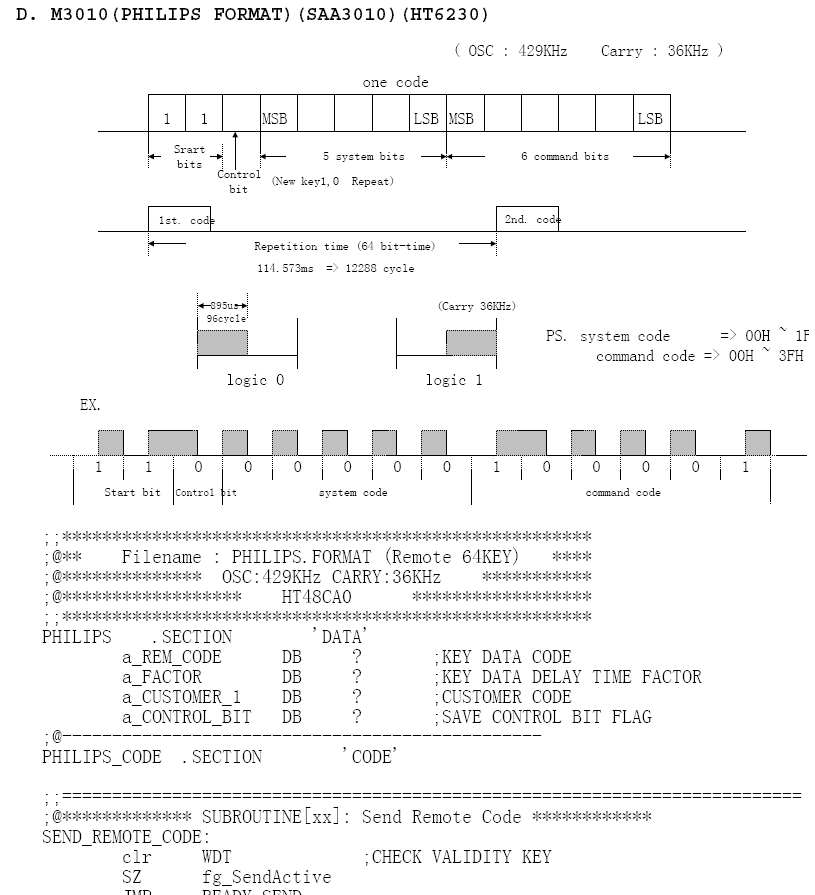 D. M3010(PHILIPS FORMAT)(SAA3010)(HT6230)
( OSC : 429KHz Carry : 36KHz )
one code
1 1 MSB LSB MSB LSB
Srart bits
5 system bits
6 command bits
Control bit
(New key1,0 Repeat)
1st. code
2nd. code
Repetition time (64 bit-time)
114.573ms => 12288 cycle
895us
96cycle
(Carry 36KHz)
PS. system code => 00H ~ 1F
command code => 00H ~ 3FH
logic 0
logic 1
EX.
1 1 0 0 0 0 0 0 1 0 0 0 0 1
Start bit Control bit system code command code
;;*****************************************************
;@** Filename : PHILIPS.FORMAT (Remote 64KEY) ****
;@************** OSC:429KHz CARRY:36KHz ***********
;@****************** HT48CA0 ******************
;;*****************************************************
PHILIPS .SECTION 'DATA'
a_REM_CODE DB ? ;KEY DATA CODE
a_FACTOR DB ? ;KEY DATA DELAY TIME FACTOR
a_CUSTOMER_1 DB ? ;CUSTOMER CODE
a_CONTROL_BIT DB ? ;SAVE CONTROL BIT FLAG
;@------------------------------------------------
PHILIPS_CODE .SECTION 'CODE'
;;==========================================================================
;@************* SUBROUTINE[xx]: Send Remote Code ************
SEND_REMOTE_CODE:
clr WDT ;CHECK VALIDITY KEY
SZ fg_SendActive
JMP READY_SEND